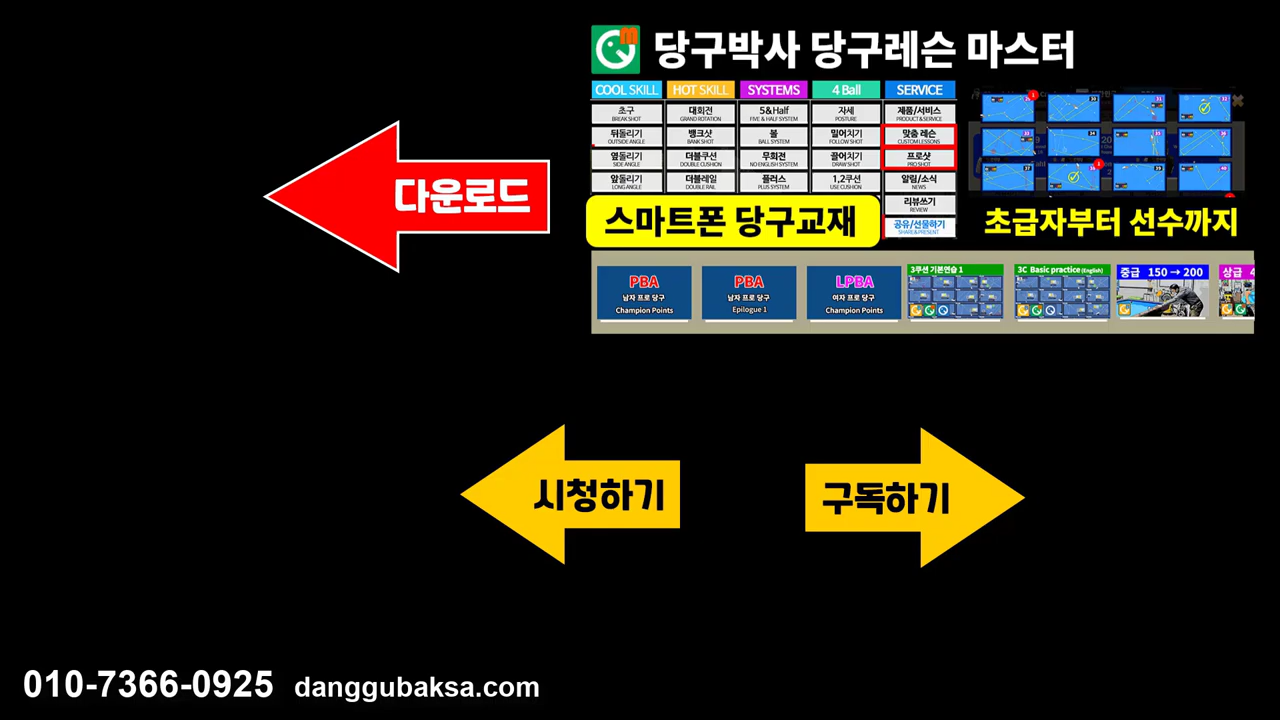 당구박사 당구레슨 마스터
COOL SKILL HOT SKILL SYSTEMS 4 Ball SERVICE
초구 대회전 5&Half 자세 제품/서비스
BREAK SHOT GRAND ROTATION FIVE & HALF SYSTEM POSTURE PRODUCT & SERVICE
뒤돌리기 뱅크샷 볼 밀어치기 맞춤 레슨
OUTSIDE ANGLE BANK SHOT BALL SYSTEM FOLLOW SHOT CUSTOM LESSONS
옆돌리기 더블쿠션 무회전 끌어치기 프로샷
SIDE ANGLE DOUBLE CUSHION NO ENGLISH SYSTEM DRAW SHOT PRO SHOT
앞돌리기 더블레일 플러스 1,2쿠션 알림/소식
LONG ANGLE DOUBLE RAIL PLUS SYSTEM USE CUSHION NEWS
리뷰쓰기
REVIEW
공유/선물하기
SHARE & PRESENT
다운로드
스마트폰 당구교재
초급자부터 선수까지
PBA
남자 프로 당구
Champion Points
PBA
남자 프로 당구
Epilogue 1
LPBA
여자 프로 당구
Champion Points
3쿠션 기본연습 1
3C Basic practice (English)
중급 150 → 200
상급 4
시청하기
구독하기
010-7366-0925 danggubaksa.com